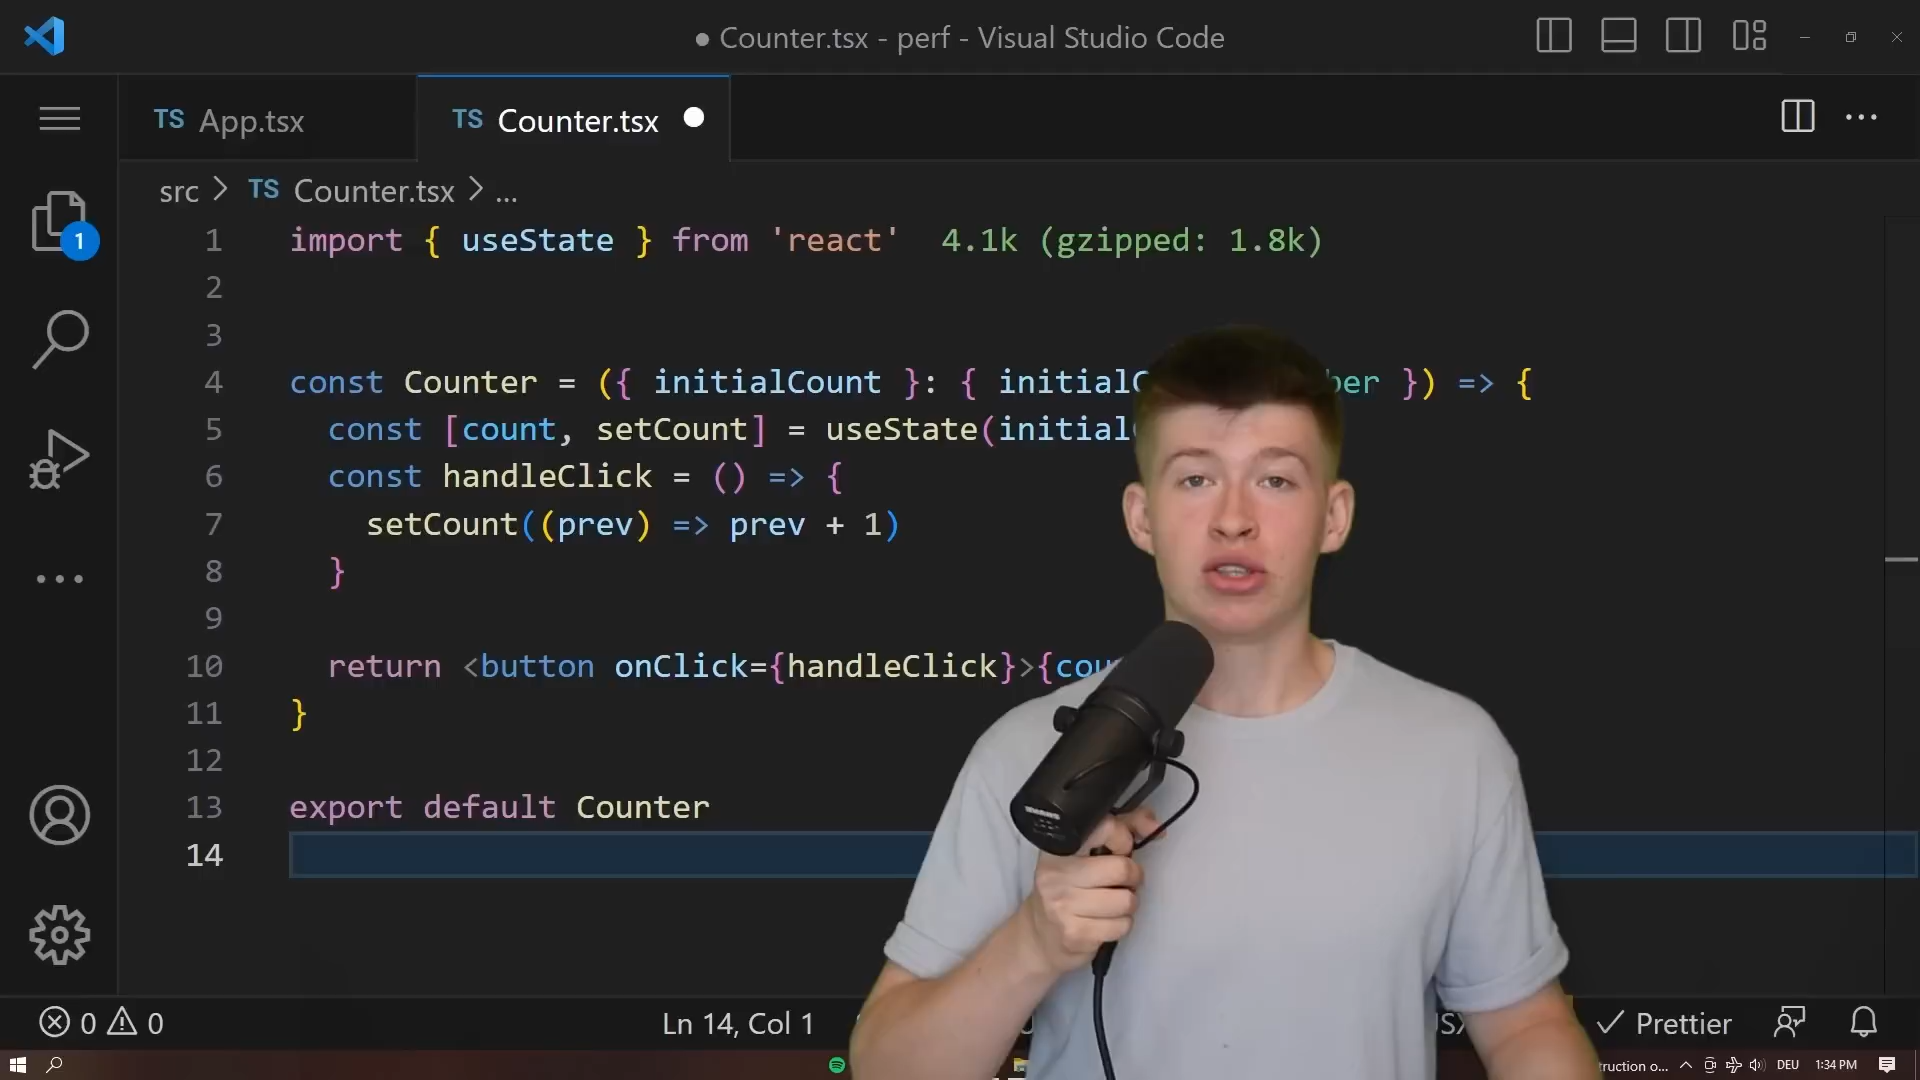 Counter.tsx - perf - Visual Studio Code
TS App.tsx
TS Counter.tsx
src > TS Counter.tsx > ...
1
1 import { useState } from 'react' 4.1k (gzipped: 1.8k)
2
3
4 const Counter = ({ initialCount }: { }) => {
5 const [count, setCount] = useState(
6 const handleClick = () => {
7 setCount((prev) => prev + 1)
8 }
9
10 return <button onClick={handleClick}>{
11 }
12
13 export default Counter
14
0 0
Ln 14, Col 1
Prettier
DEU
1:34 PM